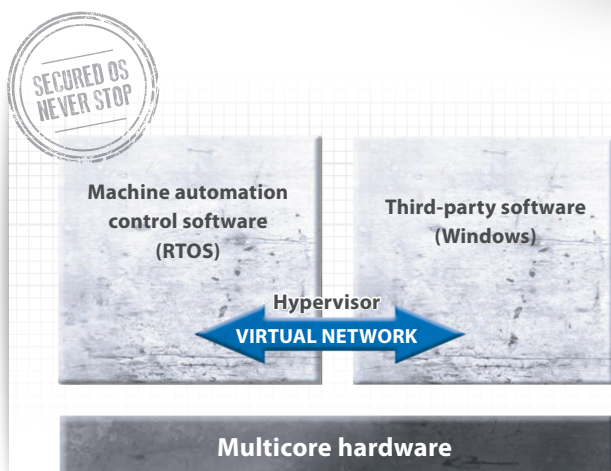 SECURED OS
NEVER STOP
Machine automation
control software
(RTOS)
Third-party software
(Windows)
Hypervisor
VIRTUAL NETWORK
Multicore hardware